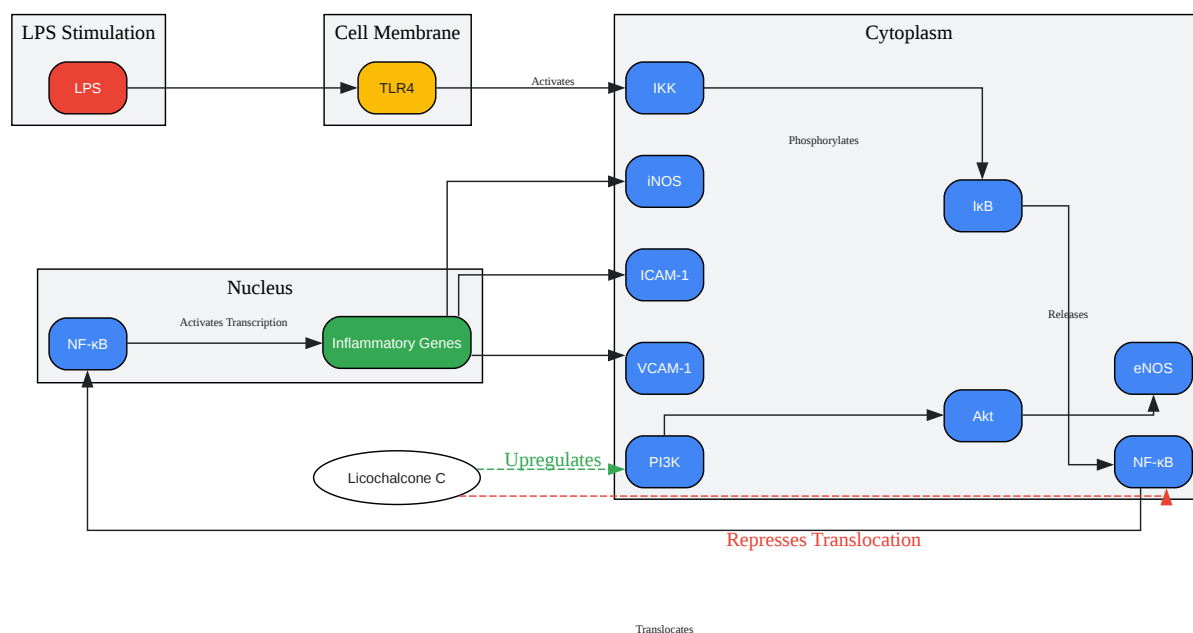 LPS Stimulation
LPS
Cell Membrane
TLR4
Activates
Cytoplasm
IKK
Phosphorylates
iNOS
IκB
ICAM-1
Releases
VCAM-1
eNOS
Akt
PI3K
NF-κB
Nucleus
NF-κB
Activates Transcription
Inflammatory Genes
Licochalcone C
Upregulates
Represses Translocation
Translocates